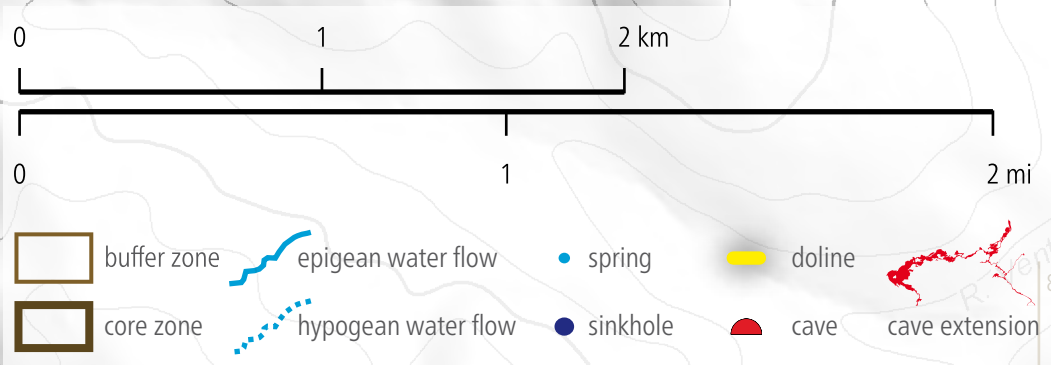 0 1 2 km
0 1 2 mi
buffer zone epigean water flow spring doline
core zone hypogean water flow sinkhole cave cave extension